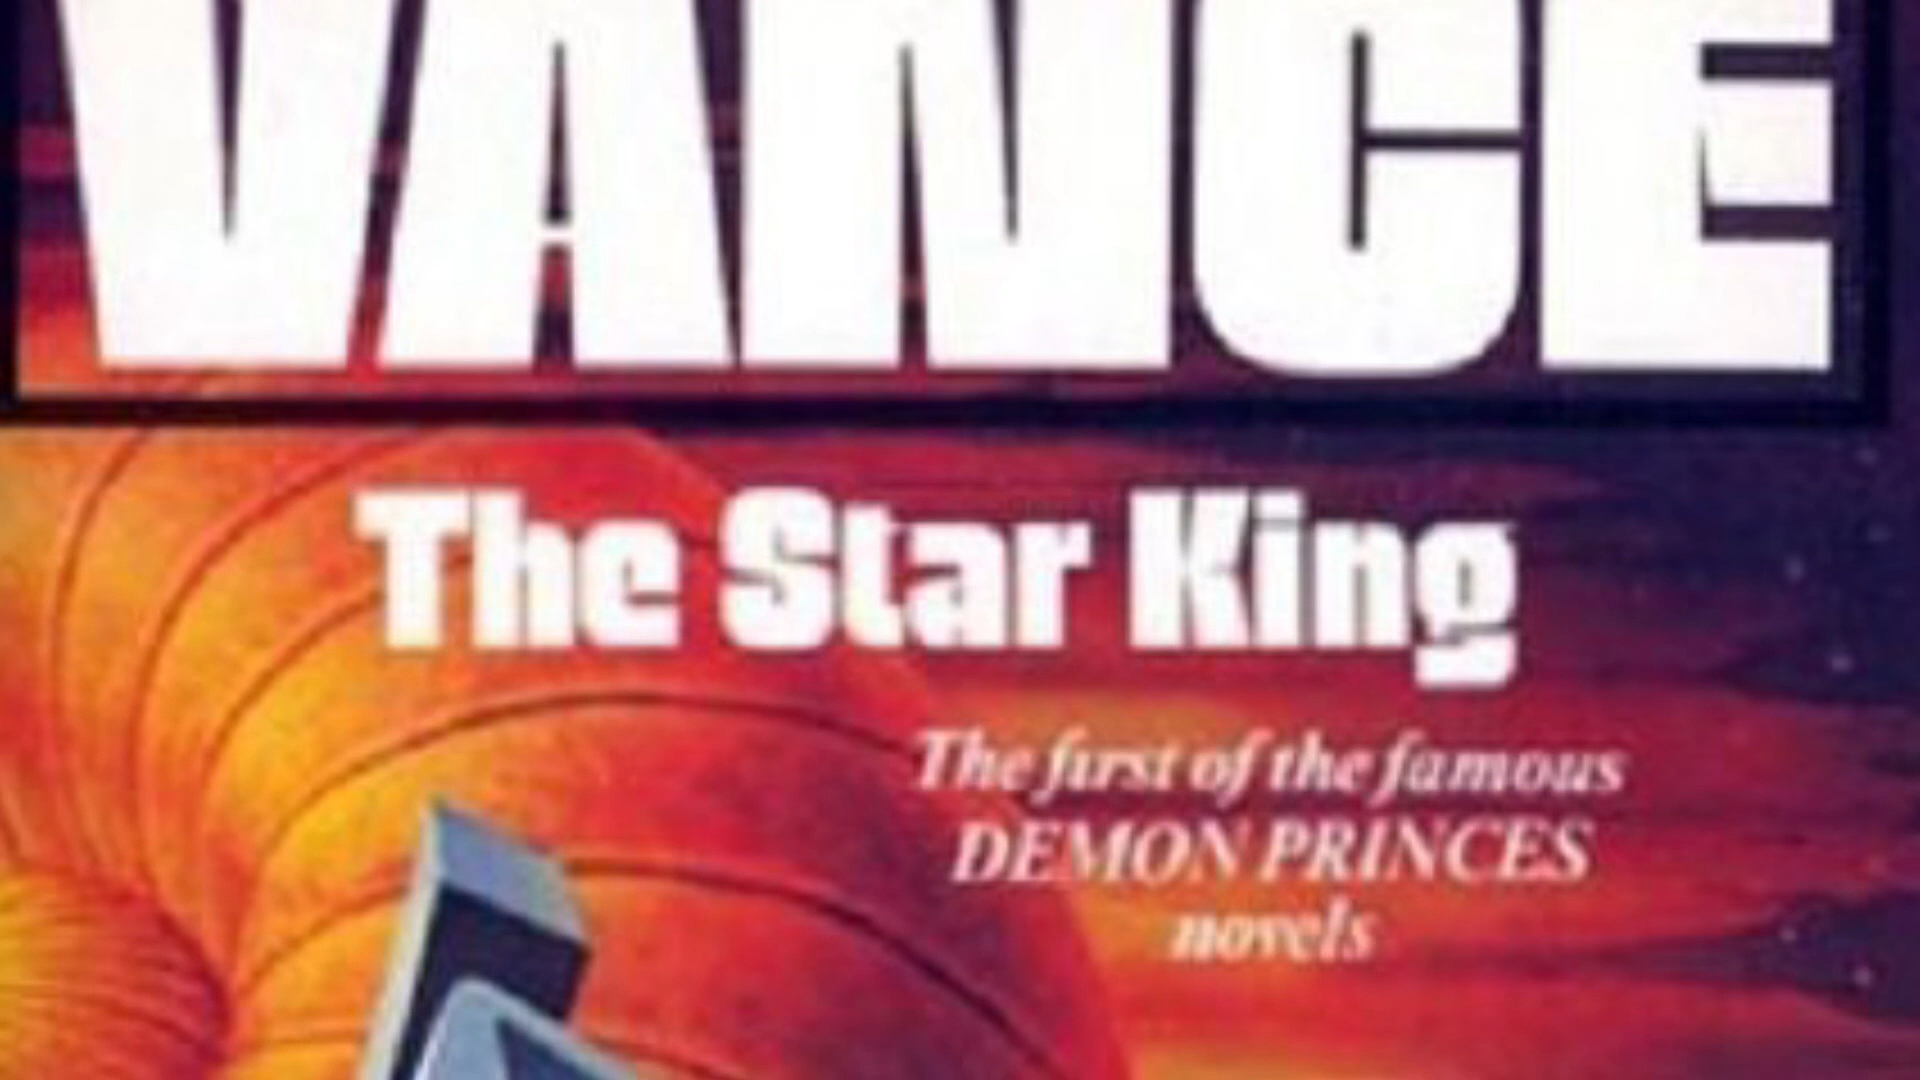 VANCE
The Star King
The first of the famous
DEMON PRINCES
novels